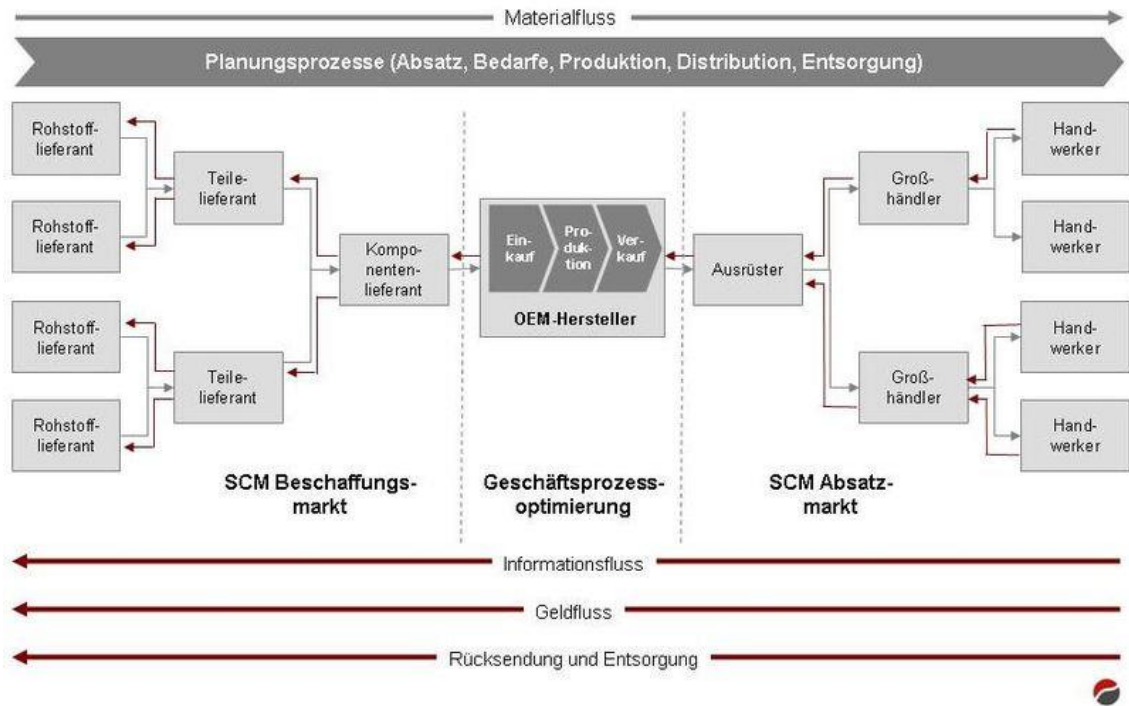 Materialfluss
Planungsprozesse (Absatz, Bedarfe, Produktion, Distribution, Entsorgung)
Rohstoff-
lieferant
Rohstoff-
lieferant
Rohstoff-
lieferant
Rohstoff-
lieferant
Teile-
lieferant
Teile-
lieferant
Kompo-
nenten-
lieferant
Ein-
kauf
Pro-
duk-
tion
Ver-
kauf
OEM-Hersteller
Ausrüster
Groß-
händler
Groß-
händler
Hand-
werker
Hand-
werker
Hand-
werker
Hand-
werker
SCM Beschaffungs-
markt
Geschäftsprozess-
optimierung
SCM Absatz-
markt
Informationsfluss
Geldfluss
Rücksendung und Entsorgung